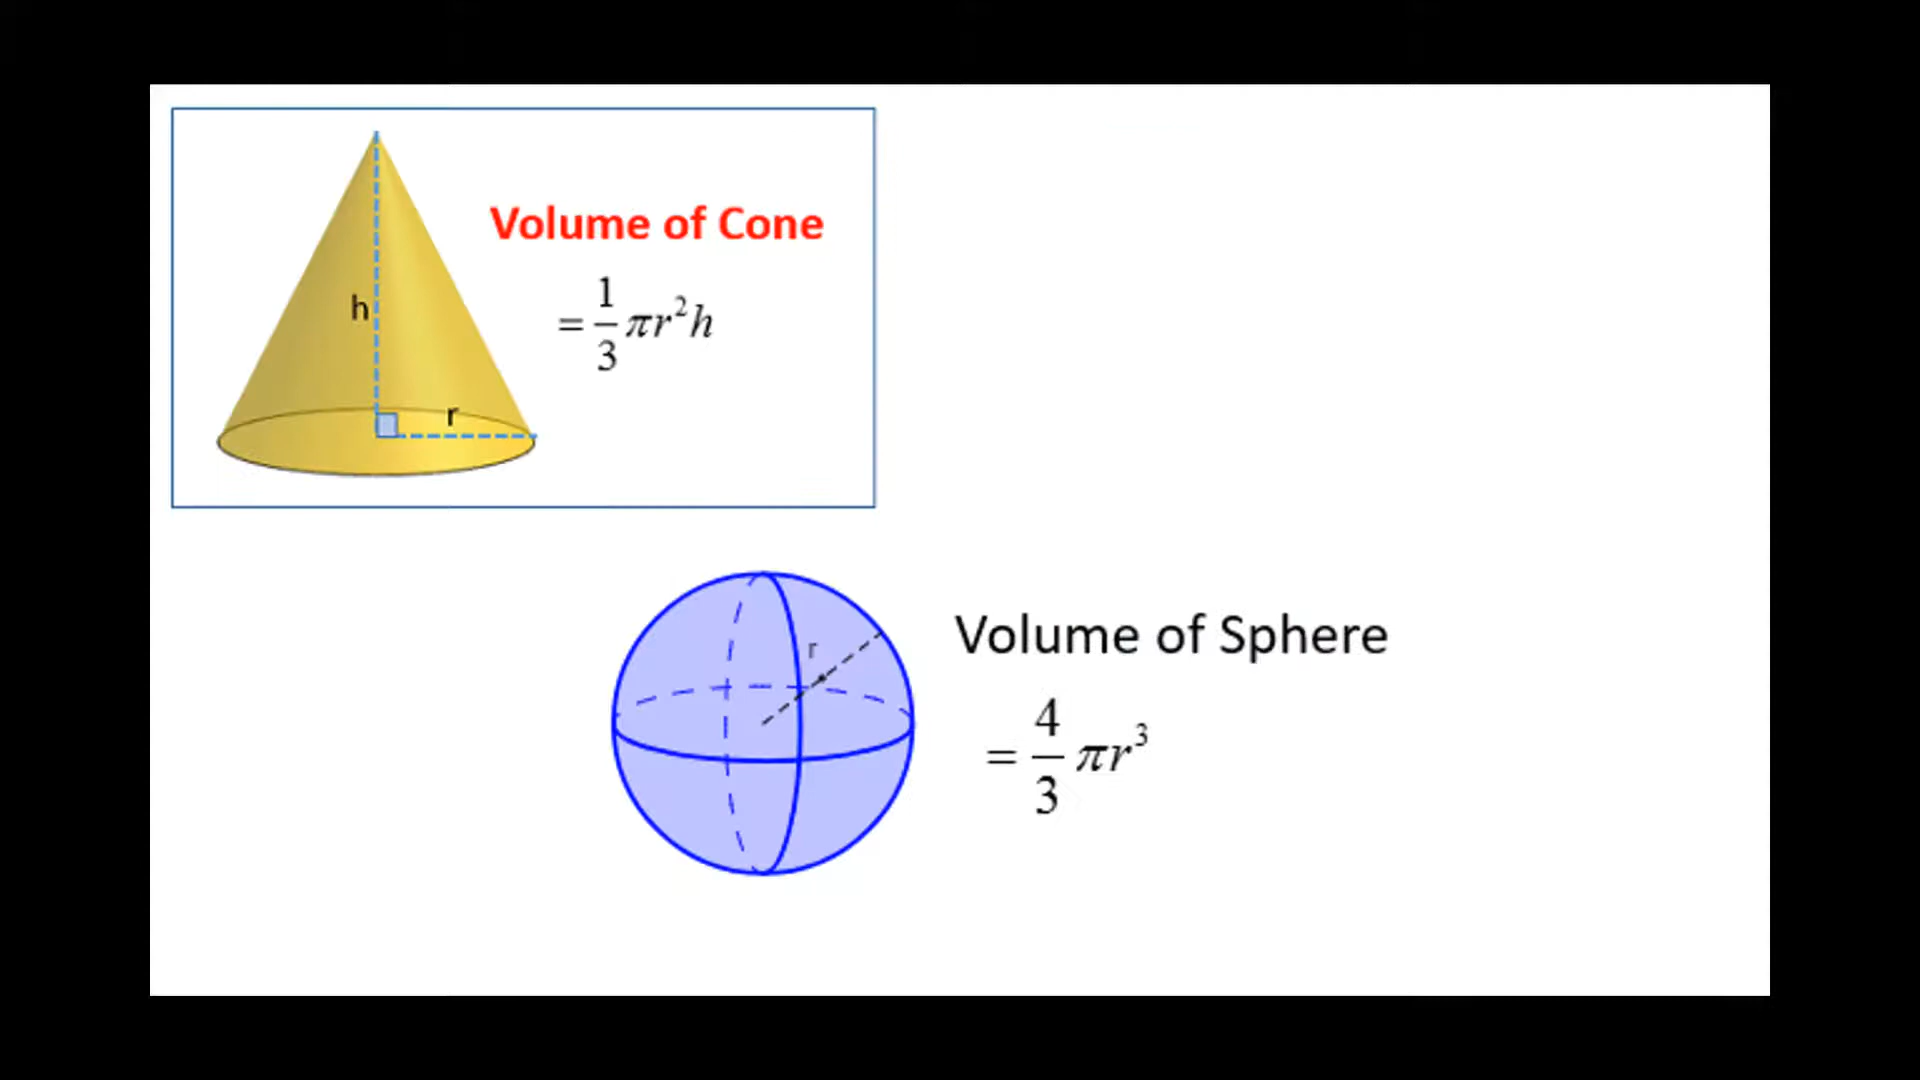 Volume of Cone
= 1/3 πr²h
h
r
r
Volume of Sphere
= 4/3 πr³